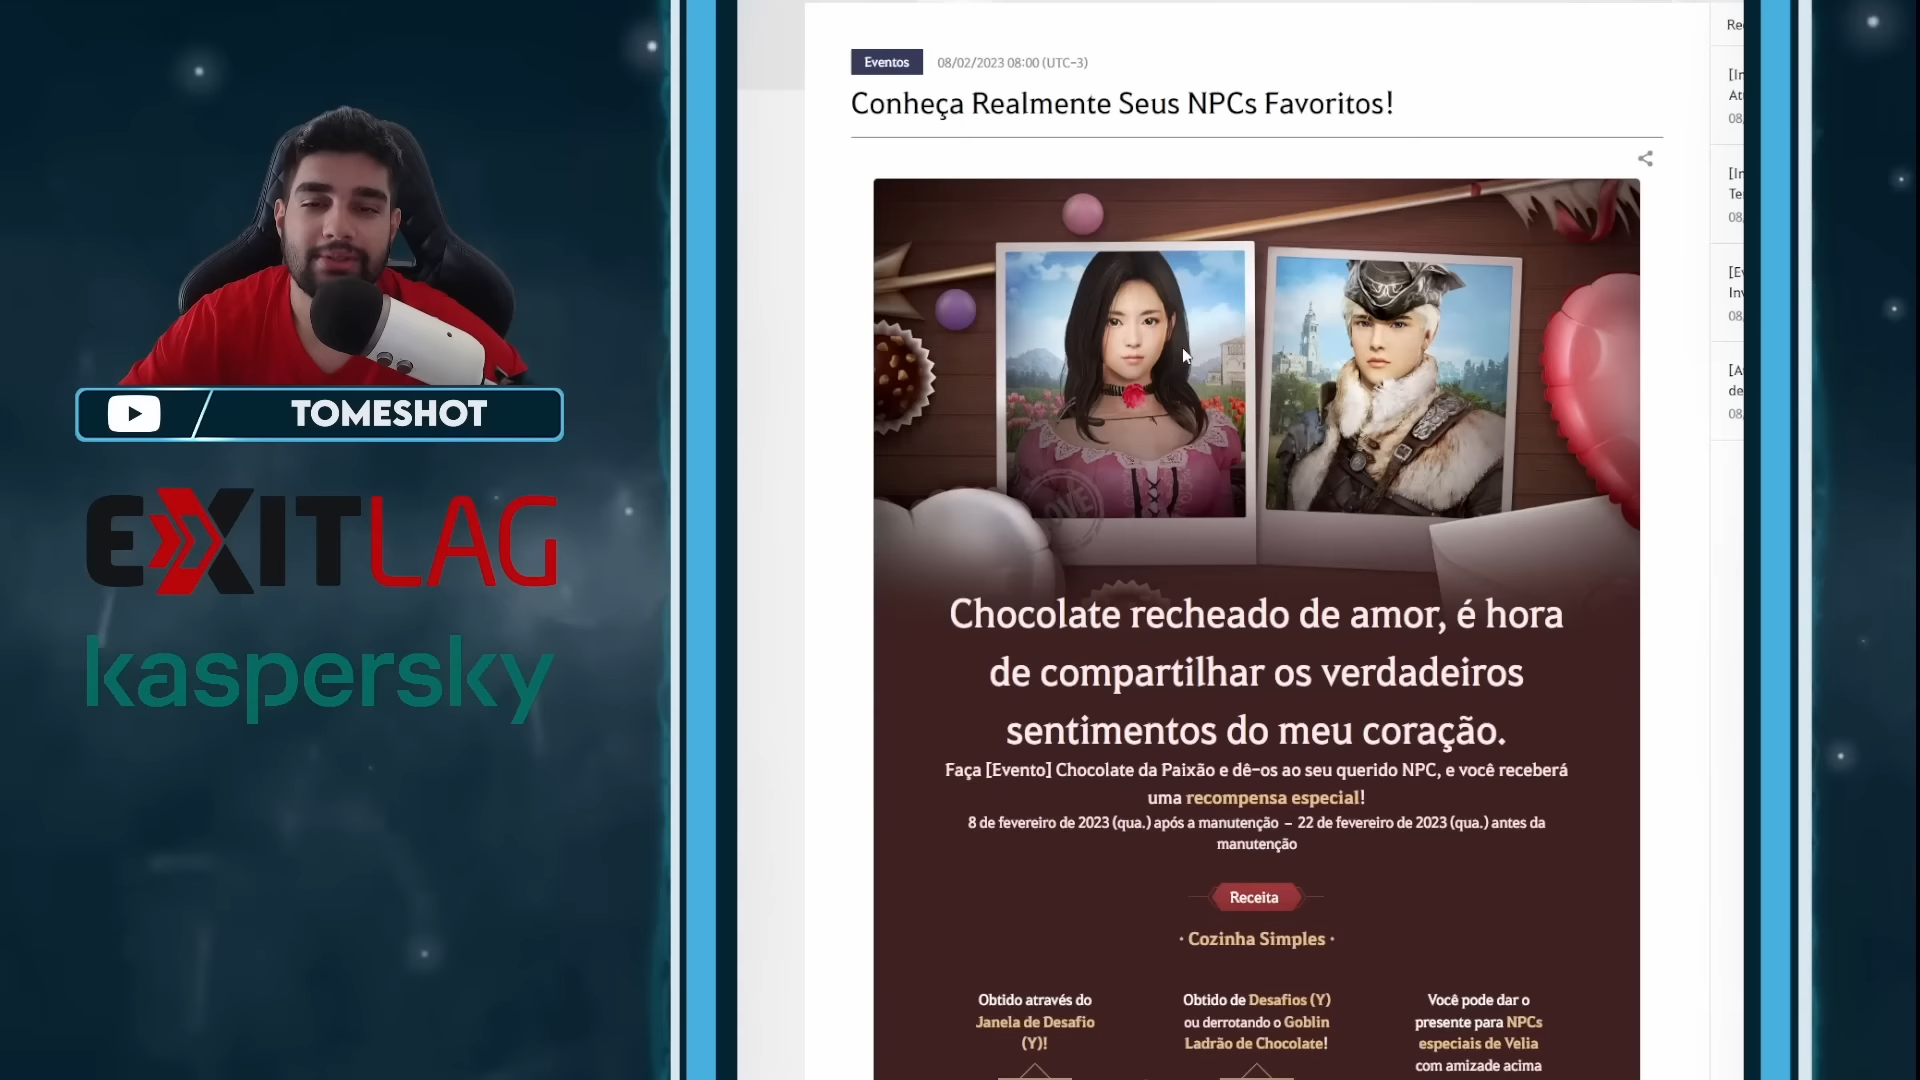 TOMESHOT
EXITLAG
kaspersky
Eventos
08/02/2023 08:00 (UTC-3)
Conheça Realmente Seus NPCs Favoritos!
Chocolate recheado de amor, é hora
de compartilhar os verdadeiros
sentimentos do meu coração.
Faça [Evento] Chocolate da Paixão e dê-os ao seu querido NPC, e você receberá
uma recompensa especial!
8 de fevereiro de 2023 (qua.) após a manutenção - 22 de fevereiro de 2023 (qua.) antes da
manutenção
Receita
· Cozinha Simples ·
Obtido através do
Janela de Desafio
(Y)!
Obtido de Desafios (Y)
ou derrotando o Goblin
Ladrão de Chocolate!
Você pode dar o
presente para NPCs
especiais de Velia
com amizade acima